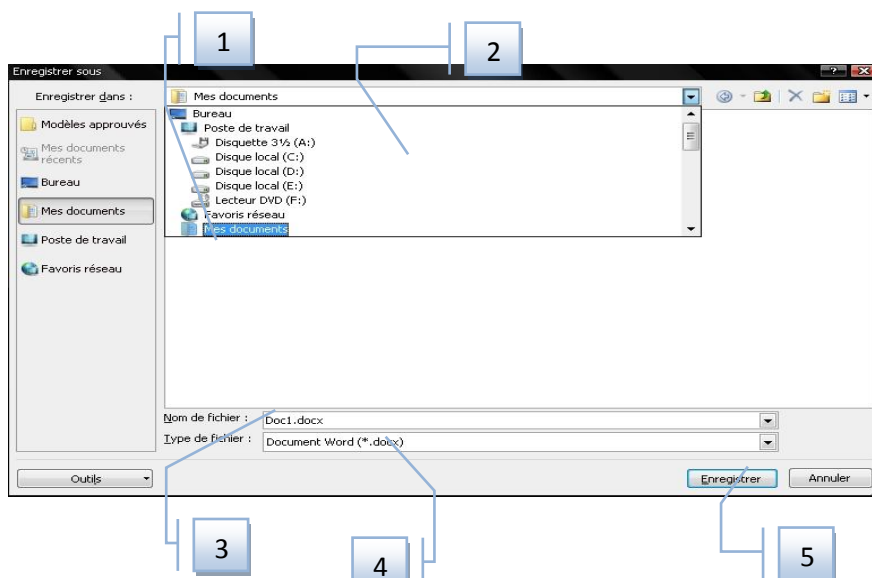 1
2
Enregistrer sous
Enregistrer dans :
Mes documents
Modèles approuvés
Mes documents récents
Bureau
Mes documents
Poste de travail
Favoris réseau
Bureau
Poste de travail
Disquette 3½ (A:)
Disque local (C:)
Disque local (D:)
Disque local (E:)
Lecteur DVD (F:)
Favoris réseau
Mes documents
Nom de fichier :
Doc1.docx
Type de fichier :
Document Word (*.docx)
Outils
Enregistrer
Annuler
3
4
5